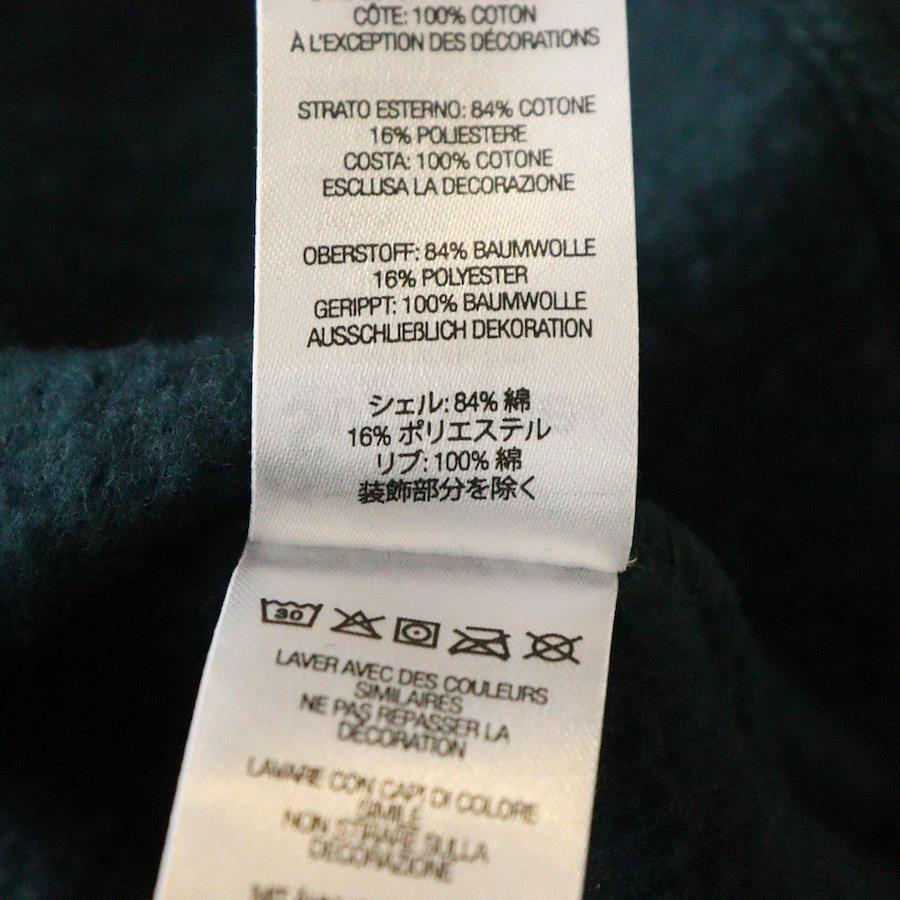 CÔTE: 100% COTON
À L'EXCEPTION DES DÉCORATIONS
STRATO ESTERNO: 84% COTONE
16% POLIESTERE
COSTA: 100% COTONE
ESCLUSA LA DECORAZIONE
OBERSTOFF: 84% BAUMWOLLE
16% POLYESTER
GERIPPT: 100% BAUMWOLLE
AUSSCHLIEßLICH DEKORATION
シェル: 84% 綿
16% ポリエステル
リブ: 100% 綿
装飾部分を除く
30
LAVER AVEC DES COULEURS
SIMILAIRES
NE PAS REPASSER LA
DÉCORATION
LAVARE CON CAPI DI COLORE
SIMILE
NON STIRARE SULLA
DECORAZIONE